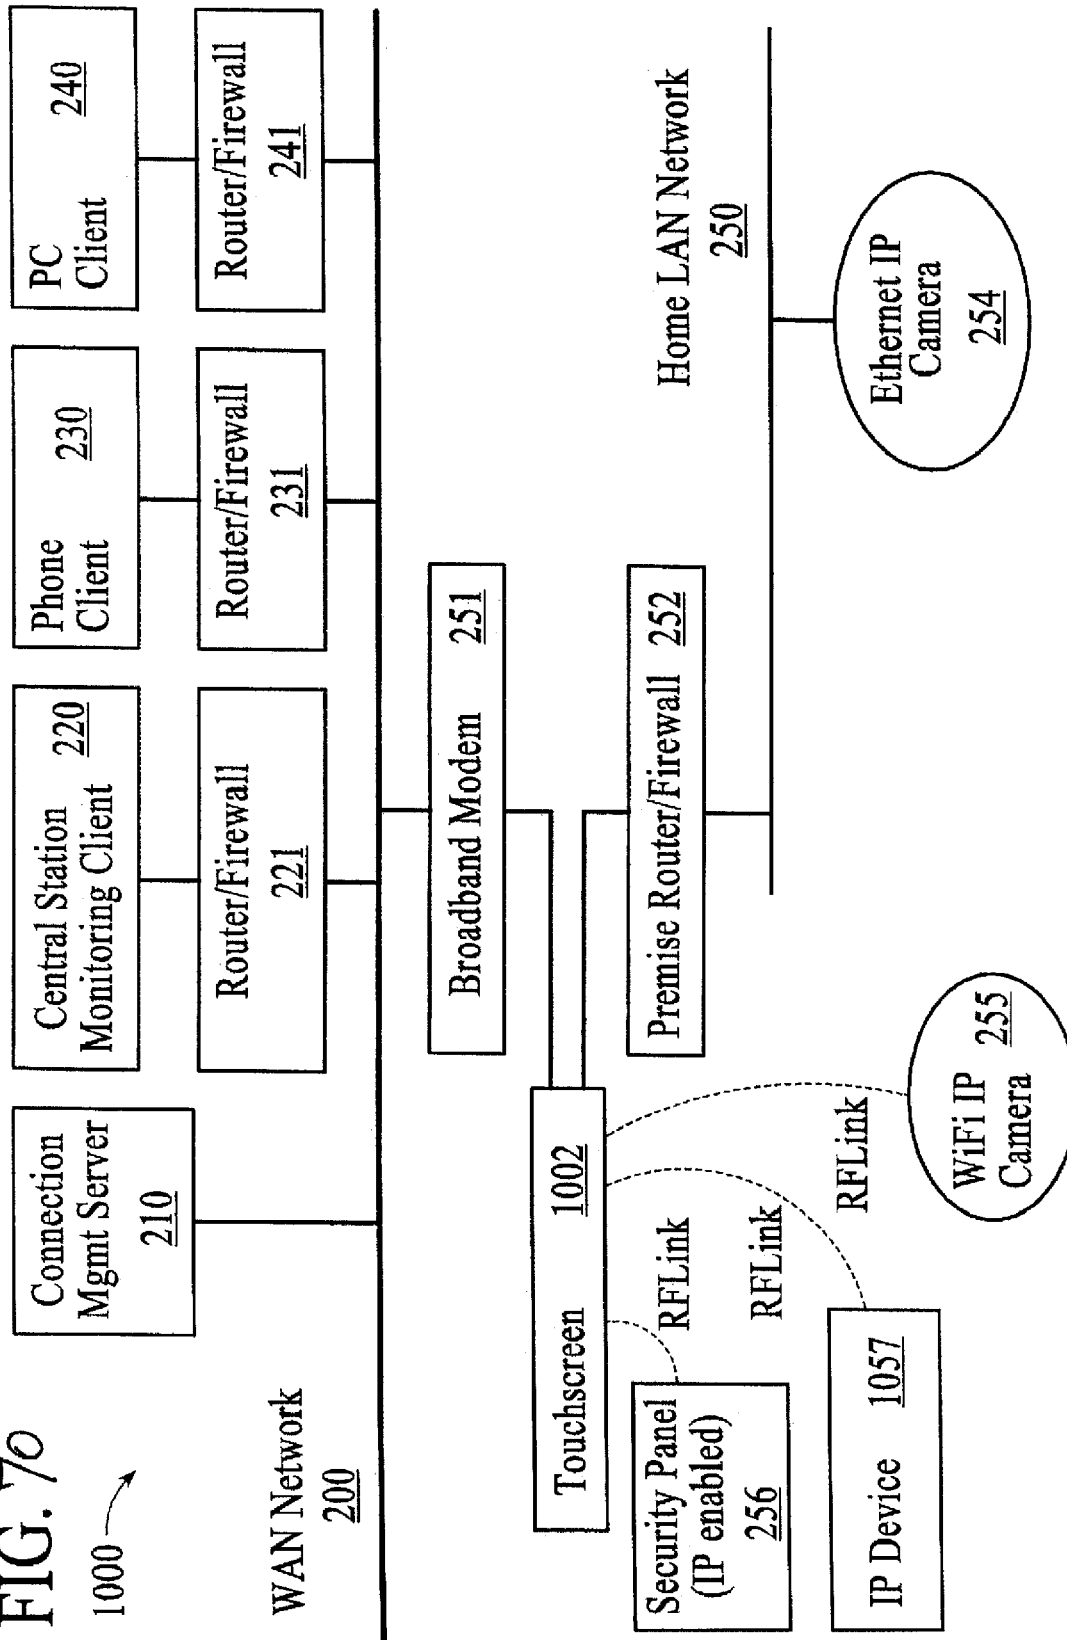 FIG. 70
1000
Connection
Mgmt Server
210
Central Station
Monitoring Client
220
Phone
Client
230
PC
Client
240
Router/Firewall
221
Router/Firewall
231
Router/Firewall
241
WAN Network
200
Broadband Modem 251
Touchscreen 1002
Premise Router/Firewall 252
Home LAN Network
250
Security Panel
(IP enabled)
256
RFLink
RFLink
RFLink
IP Device 1057
WiFi IP
Camera
255
Ethernet IP
Camera
254